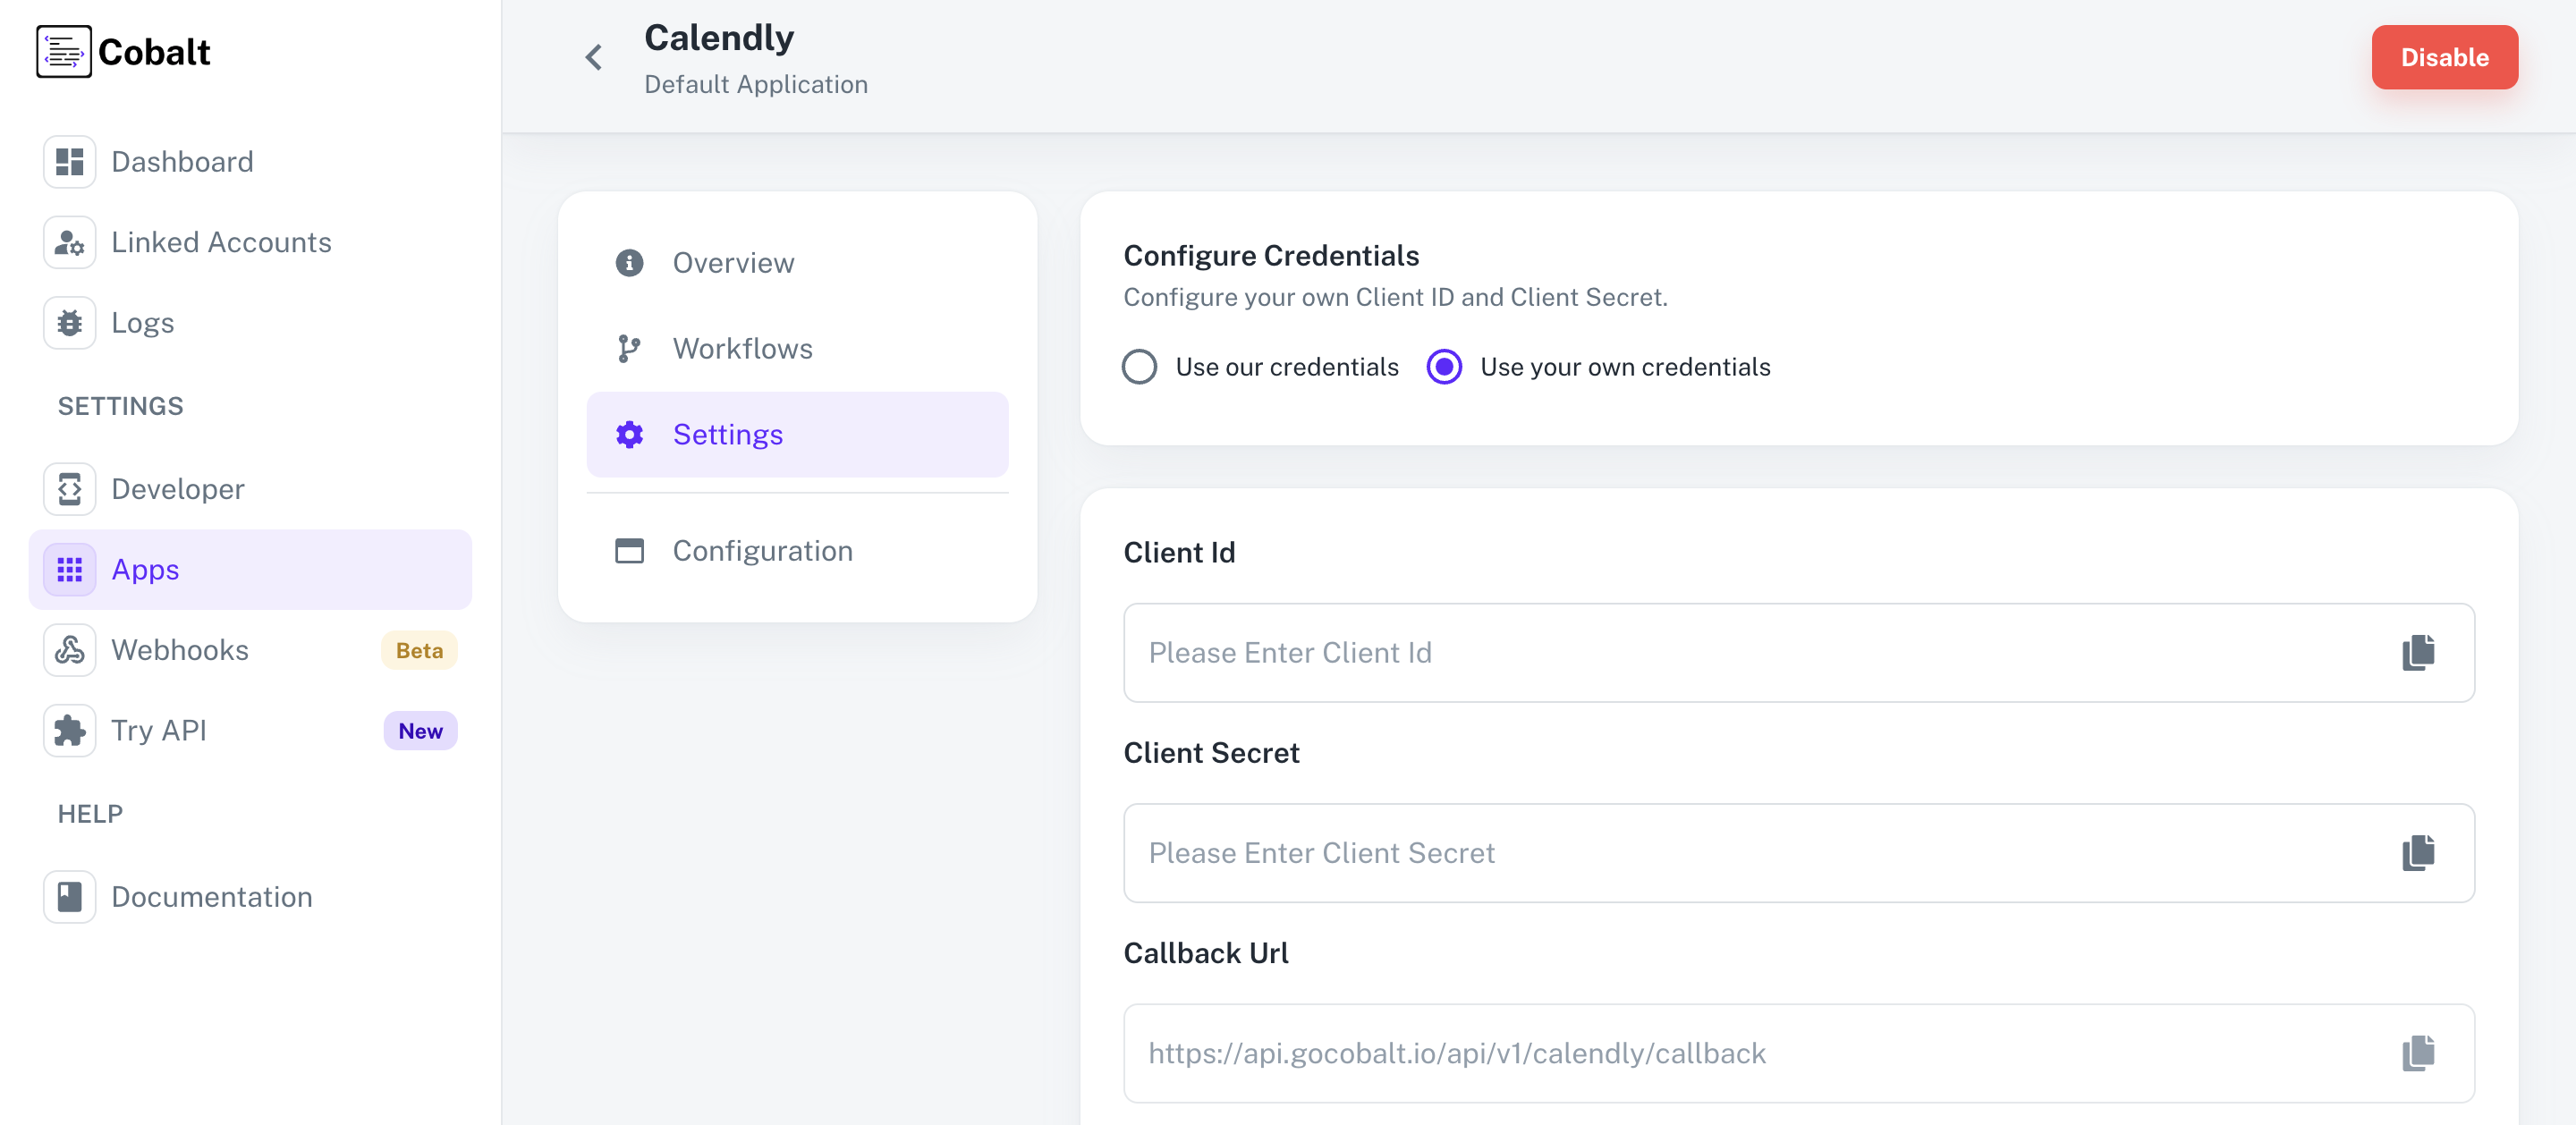 Cobalt
Dashboard
Linked Accounts
Logs
SETTINGS
Developer
Apps
Webhooks
Beta
Try API
New
HELP
Documentation
Calendly
Default Application
Disable
Overview
Workflows
Settings
Configuration
Configure Credentials
Configure your own Client ID and Client Secret.
Use our credentials
Use your own credentials
Client Id
Please Enter Client Id
Client Secret
Please Enter Client Secret
Callback Url
https://api.gocobalt.io/api/v1/calendly/callback